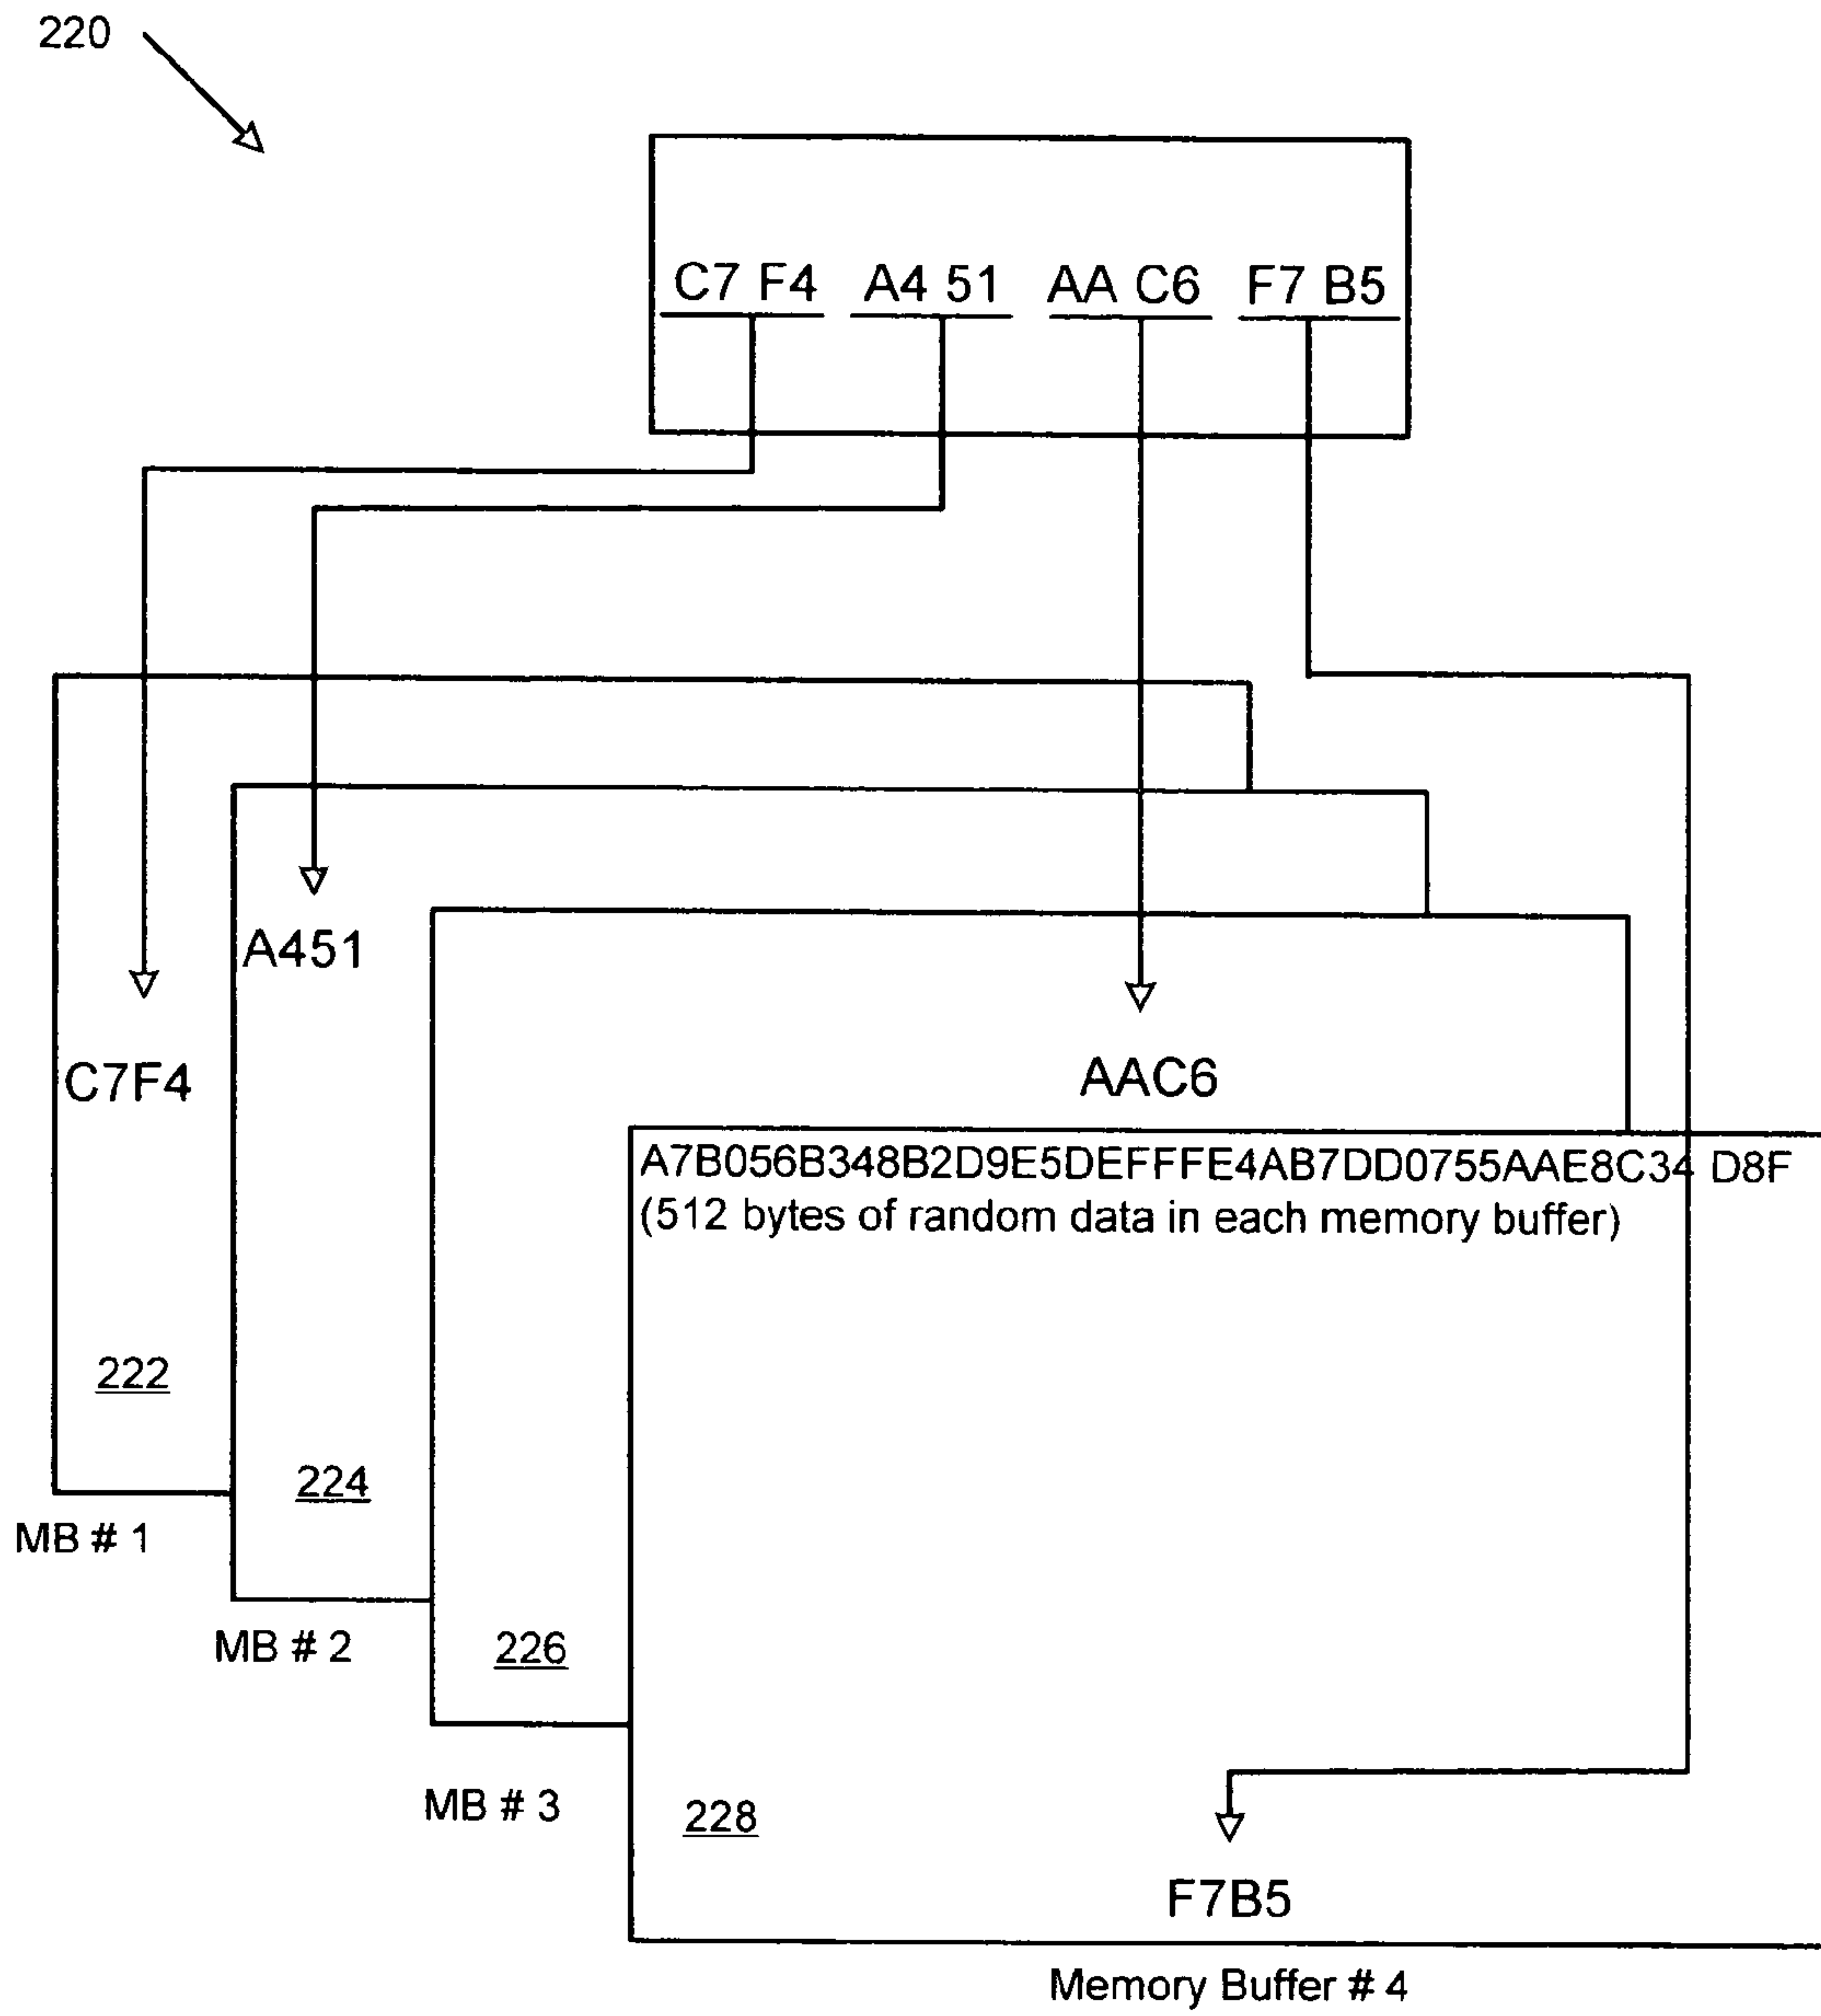 220
C7 F4 A4 51 AA C6 F7 B5
A451
C7F4
AAC6
A7B056B348B2D9E5DEFFFE4AB7DD0755AAE8C34 D8F
(512 bytes of random data in each memory buffer)
222
224
MB # 1
226
MB # 2
MB # 3
228
F7B5
Memory Buffer # 4